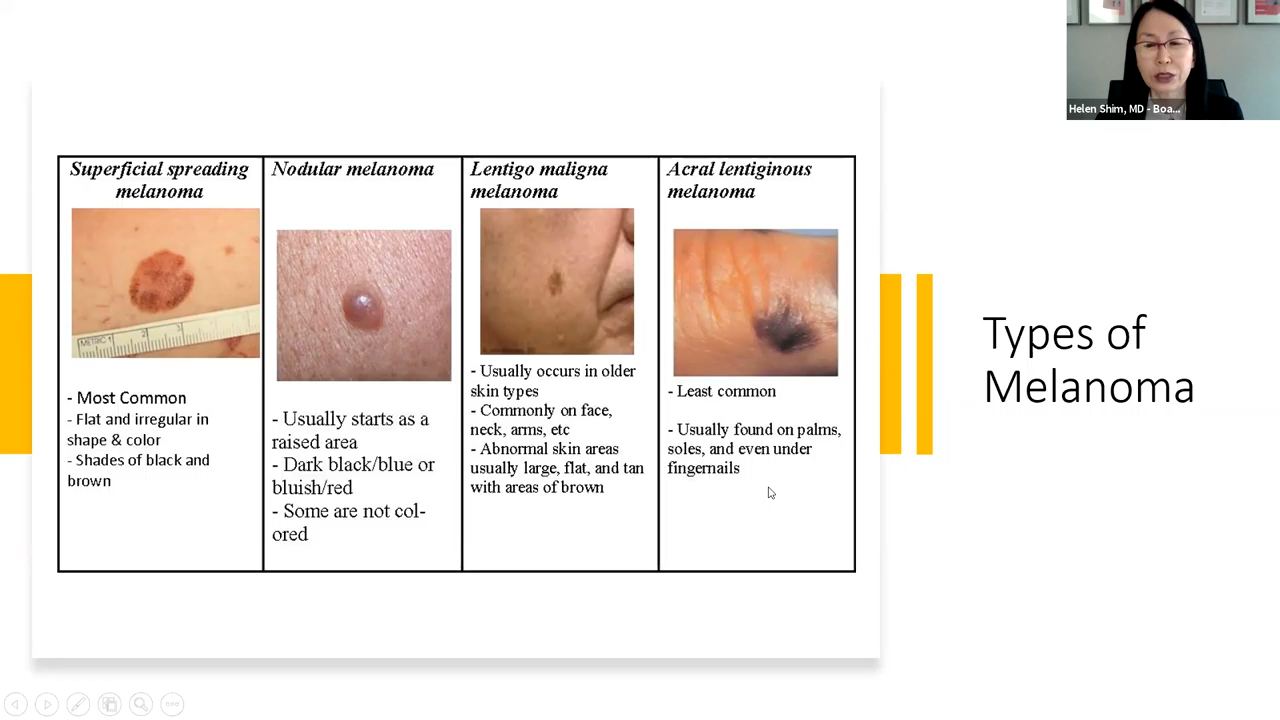 Helen Shim, MD - Boa...
Superficial spreading
melanoma
- Most Common
- Flat and irregular in
shape & color
- Shades of black and
brown
Nodular melanoma
- Usually starts as a
raised area
- Dark black/blue or
bluish/red
- Some are not col-
ored
Lentigo maligna
melanoma
- Usually occurs in older
skin types
- Commonly on face,
neck, arms, etc
- Abnormal skin areas
usually large, flat, and tan
with areas of brown
Acral lentiginous
melanoma
- Least common
- Usually found on palms,
soles, and even under
fingernails
METRIC 1 2 3
Types of
Melanoma